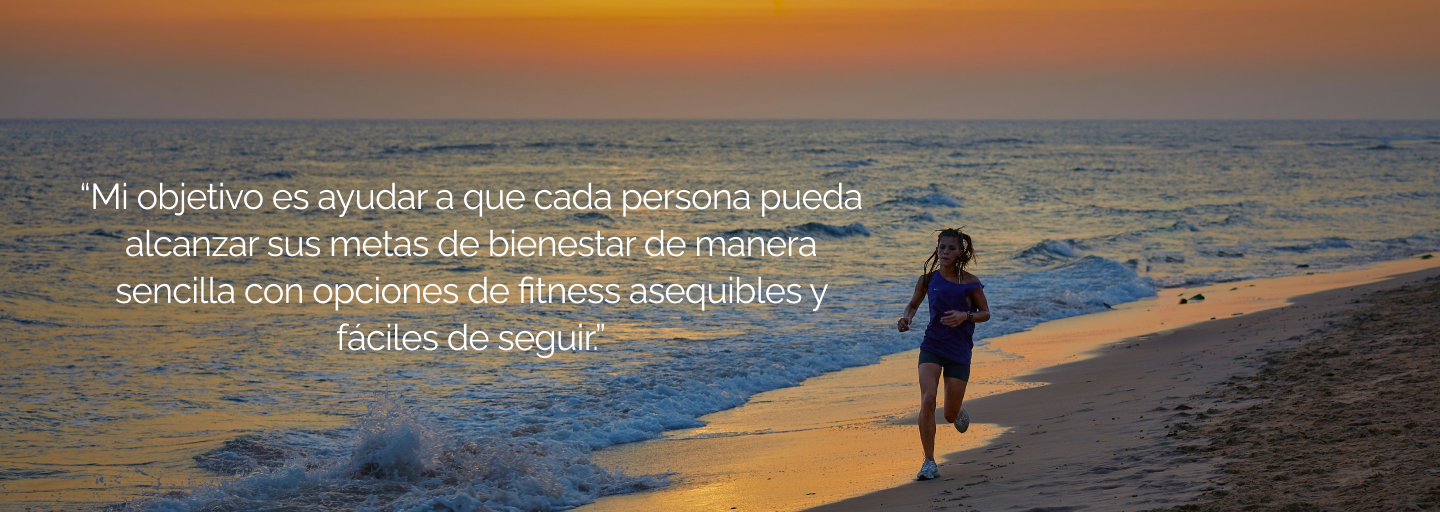 “Mi objetivo es ayudar a que cada persona pueda
alcanzar sus metas de bienestar de manera
sencilla con opciones de fitness asequibles y
fáciles de seguir.”